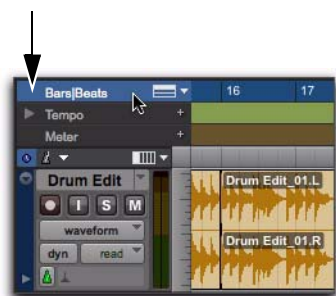 Bars|Beats 16 17
Tempo +
Meter +
Drum Edit
I S M
waveform
dyn read
Drum Edit_01.L
Drum Edit_01.R